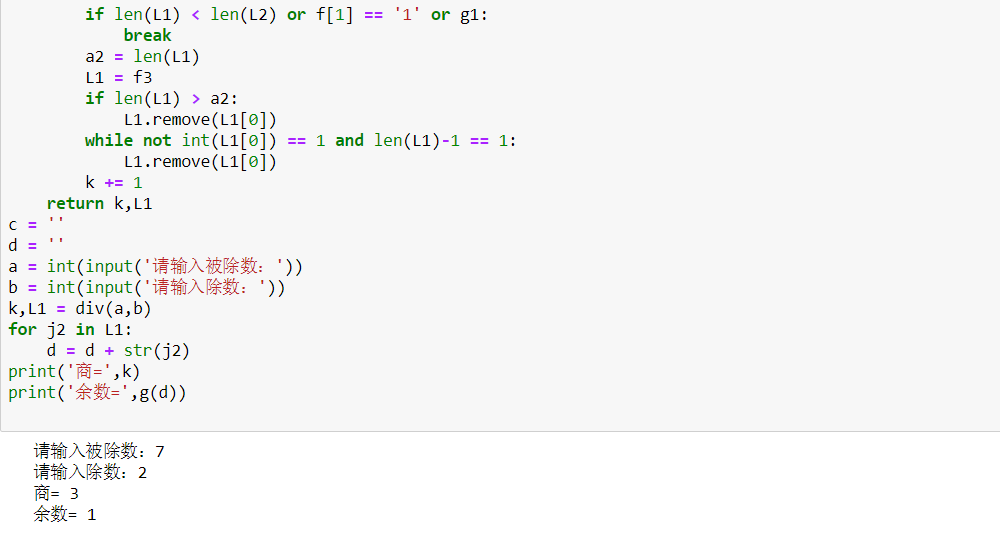 if len(L1) < len(L2) or f[1] == '1' or g1:
break
a2 = len(L1)
L1 = f3
if len(L1) > a2:
L1.remove(L1[0])
while not int(L1[0]) == 1 and len(L1)-1 == 1:
L1.remove(L1[0])
k += 1
return k,L1
c = ''
d = ''
a = int(input('请输入被除数: '))
b = int(input('请输入除数: '))
k,L1 = div(a,b)
for j2 in L1:
d = d + str(j2)
print('商=',k)
print('余数=',g(d))
请输入被除数: 7
请输入除数: 2
商= 3
余数= 1